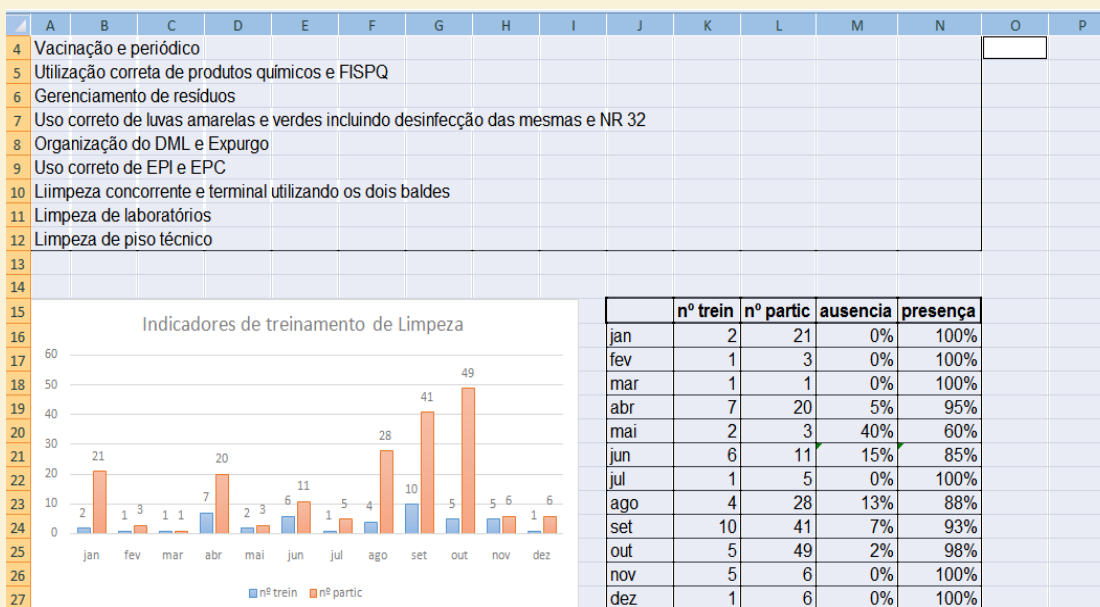 A B C D E F G H I J K L M N O P
4 Vacinação e periódico
5 Utilização correta de produtos químicos e FISPQ
6 Gerenciamento de resíduos
7 Uso correto de luvas amarelas e verdes incluindo desinfecção das mesmas e NR 32
8 Organização do DML e Expurgo
9 Uso correto de EPI e EPC
10 Liimpeza concorrente e terminal utilizando os dois baldes
11 Limpeza de laboratórios
12 Limpeza de piso técnico
13
14
15
16
17
18
19
20
21
22
23
24
25
26
27
Indicadores de treinamento de Limpeza
60
50
40
30
20
10
0
2 21 1 3 1 1 7 20 2 3 6 11 1 5 4 28 10 41 5 49 5 6 1 6
jan fev mar abr mai jun jul ago set out nov dez
nº trein nº partic
nº trein nº partic ausencia presença
jan 2 21 0% 100%
fev 1 3 0% 100%
mar 1 1 0% 100%
abr 7 20 5% 95%
mai 2 3 40% 60%
jun 6 11 15% 85%
jul 1 5 0% 100%
ago 4 28 13% 88%
set 10 41 7% 93%
out 5 49 2% 98%
nov 5 6 0% 100%
dez 1 6 0% 100%